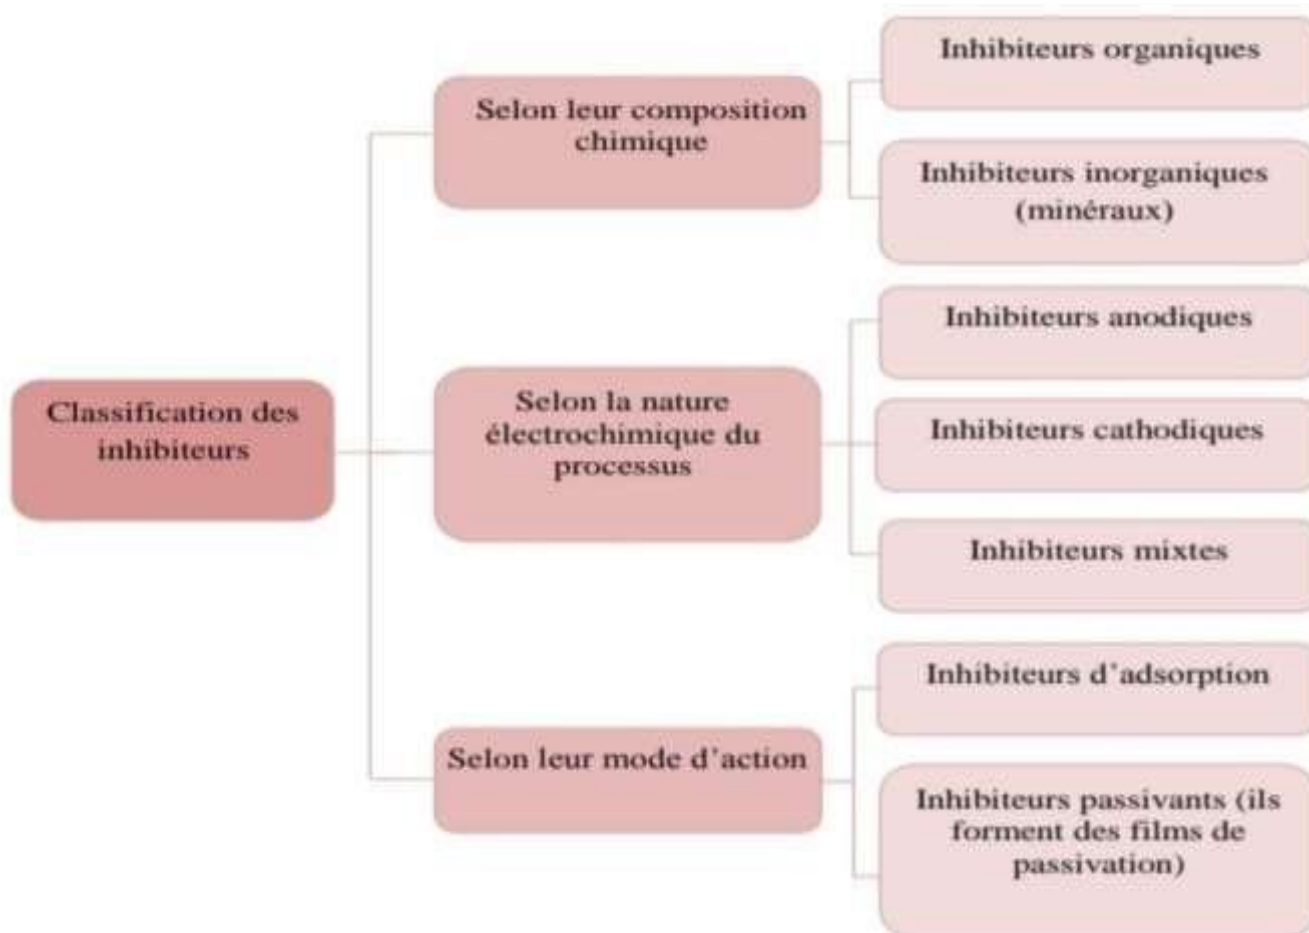 Classification des
inhibiteurs
Selon leur composition
chimique
Inhibiteurs organiques
Inhibiteurs inorganiques
(minéraux)
Selon la nature
électrochimique du
processus
Inhibiteurs anodiques
Inhibiteurs cathodiques
Inhibiteurs mixtes
Selon leur mode d’action
Inhibiteurs d’adsorption
Inhibiteurs passivants (ils
forment des films de
passivation)